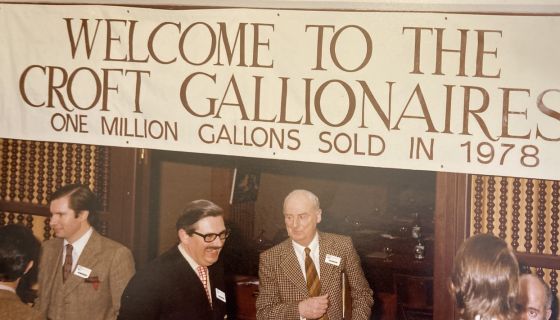 WELCOME TO THE
CROFT GALLIONAIRES
ONE MILLION GALLONS SOLD IN 1978